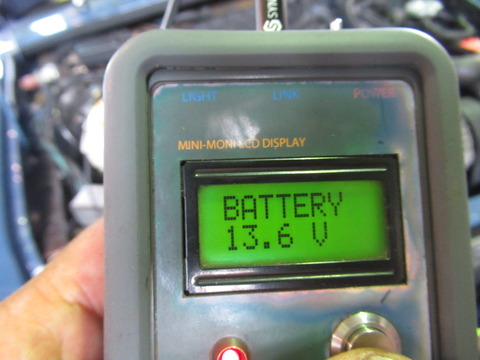 LIGHT LINK POWER
MINI-MONI LCD DISPLAY
BATTERY
13.6 V